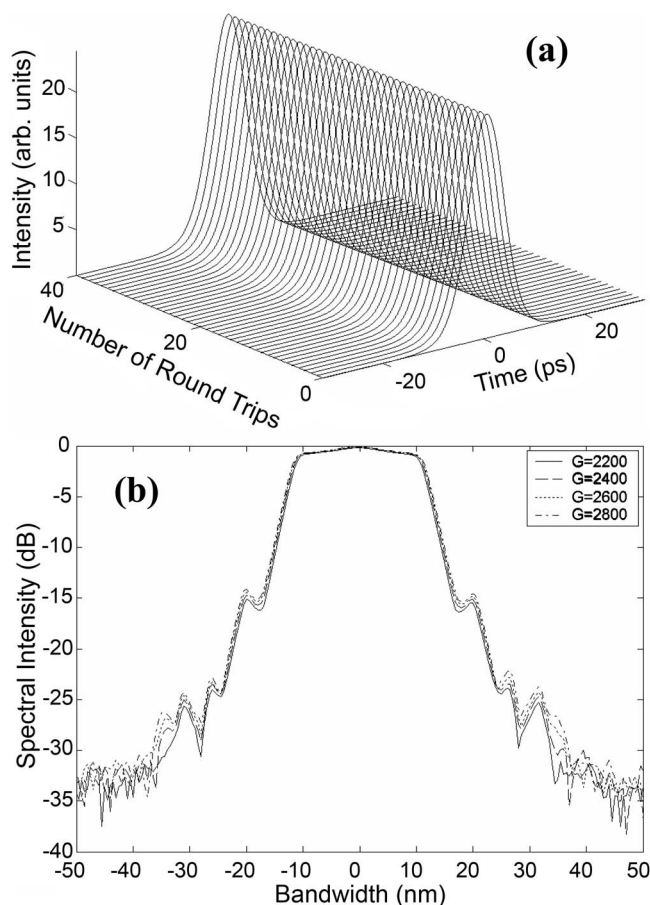 (a)
Intensity (arb. units)
20
15
10
5
40
20
0
Number of Round Trips
-20
0
20
Time (ps)
(b)
Spectral Intensity (dB)
0
-5
-10
-15
-20
-25
-30
-35
-40
G=2200
G=2400
G=2600
G=2800
-50 -40 -30 -20 -10 0 10 20 30 40 50
Bandwidth (nm)